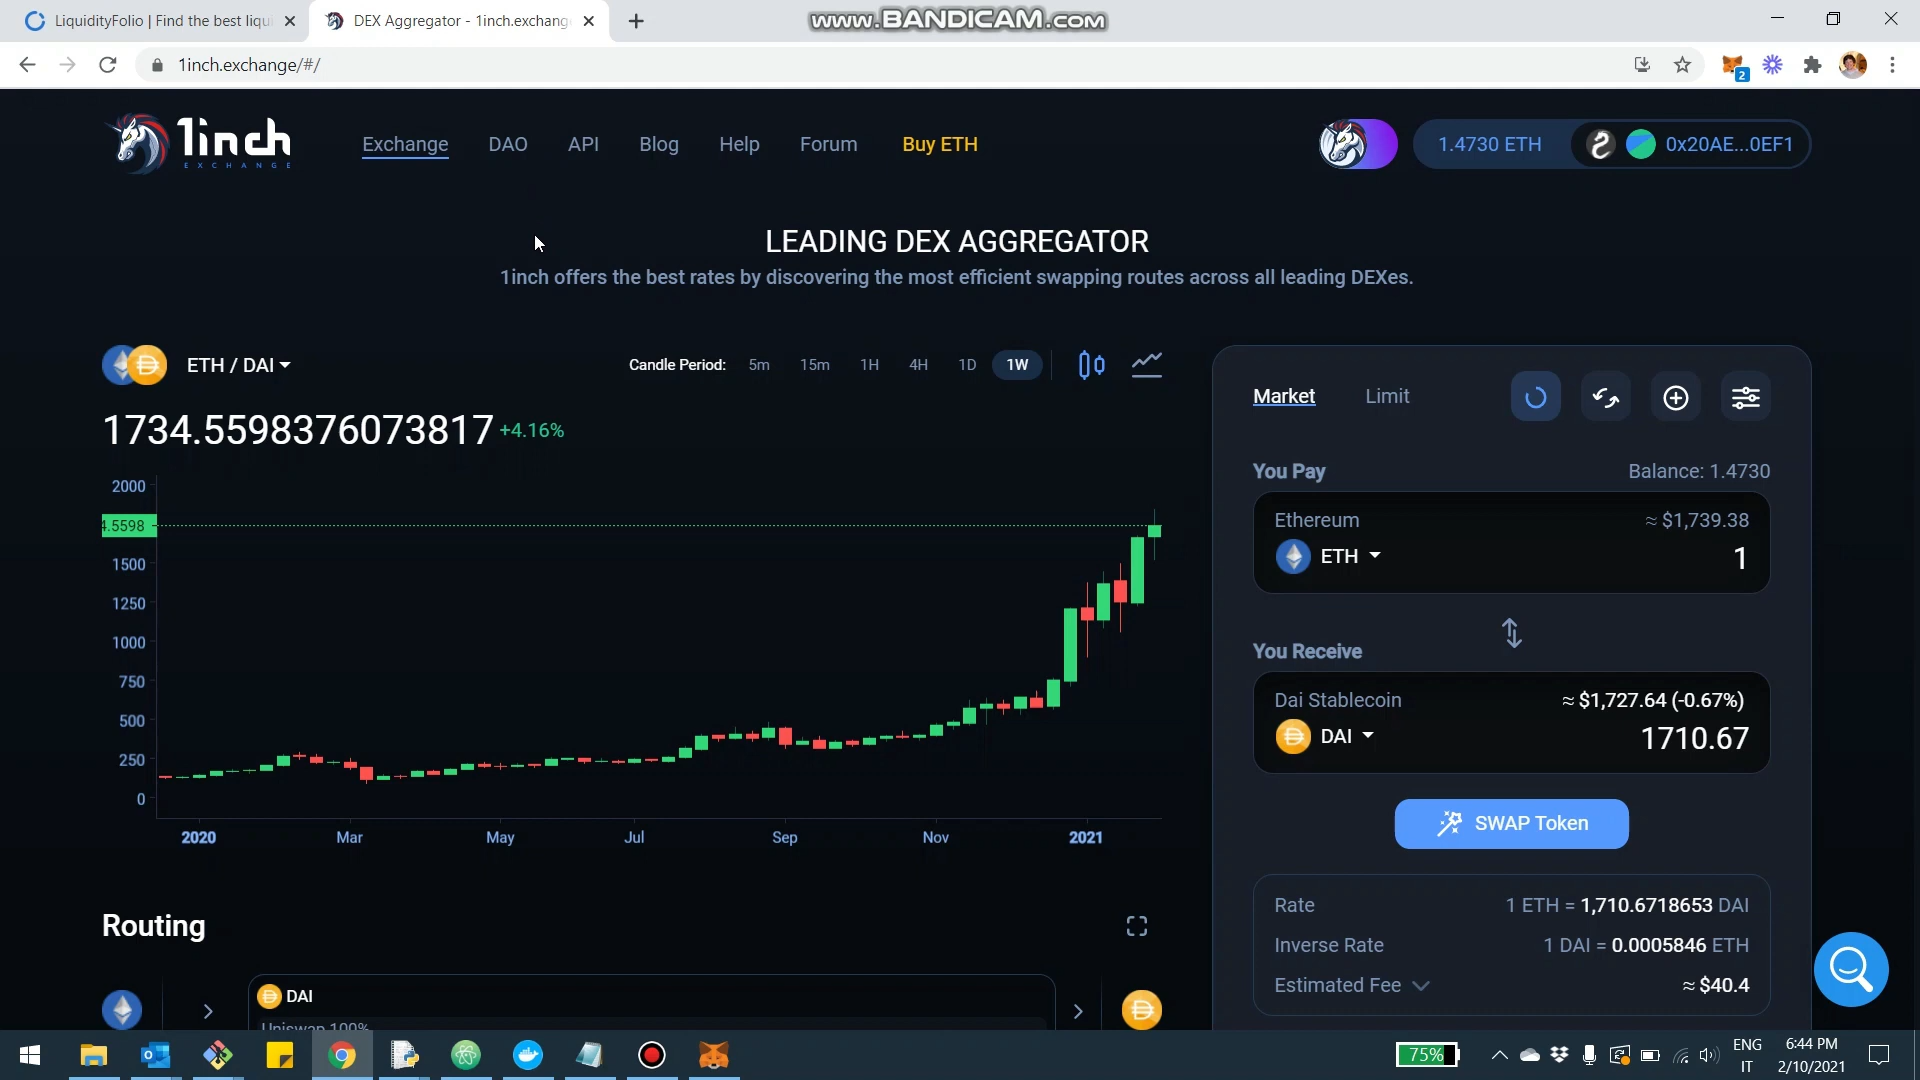 LiquidityFolio | Find the best liqu
DEX Aggregator - 1inch.exchang
www.BANDICAM.com
1inch.exchange/#/
2
1inch
EXCHANGE
Exchange
DAO
API
Blog
Help
Forum
Buy ETH
1.4730 ETH
0x20AE...0EF1
LEADING DEX AGGREGATOR
1inch offers the best rates by discovering the most efficient swapping routes across all leading DEXes.
ETH / DAI
Candle Period: 5m 15m 1H 4H 1D 1W
1734.5598376073817 +4.16%
2000
4.5598
1500
1250
1000
750
500
250
0
2020 Mar May Jul Sep Nov 2021
Market Limit
You Pay Balance: 1.4730
Ethereum ≈ $1,739.38
ETH 1
You Receive
Dai Stablecoin ≈ $1,727.64 (-0.67%)
DAI 1710.67
SWAP Token
Rate 1 ETH = 1,710.6718653 DAI
Inverse Rate 1 DAI = 0.0005846 ETH
Estimated Fee ≈ $40.4
Routing
DAI
Uniswap 100%
75%
ENG
IT
6:44 PM
2/10/2021